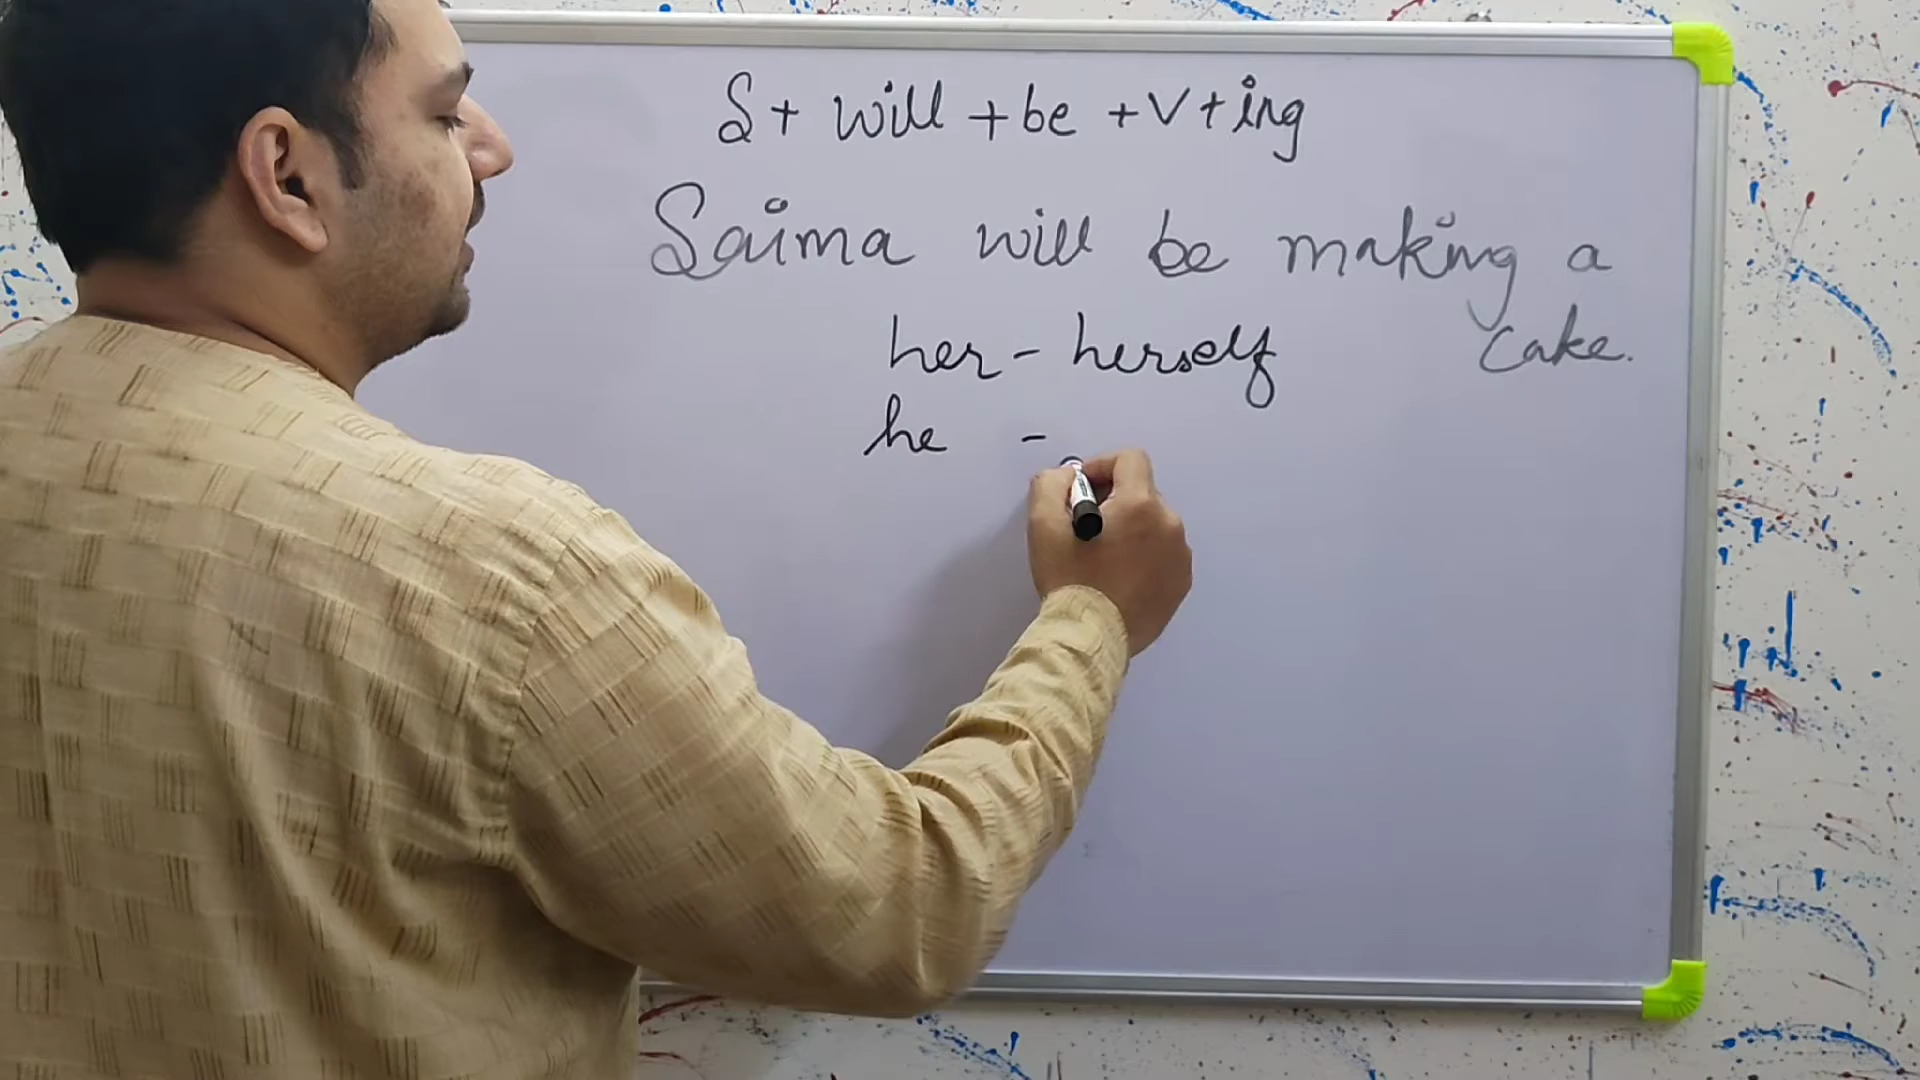 S + will + be + V + ing
Saima will be making a
cake.
her - herself
he -